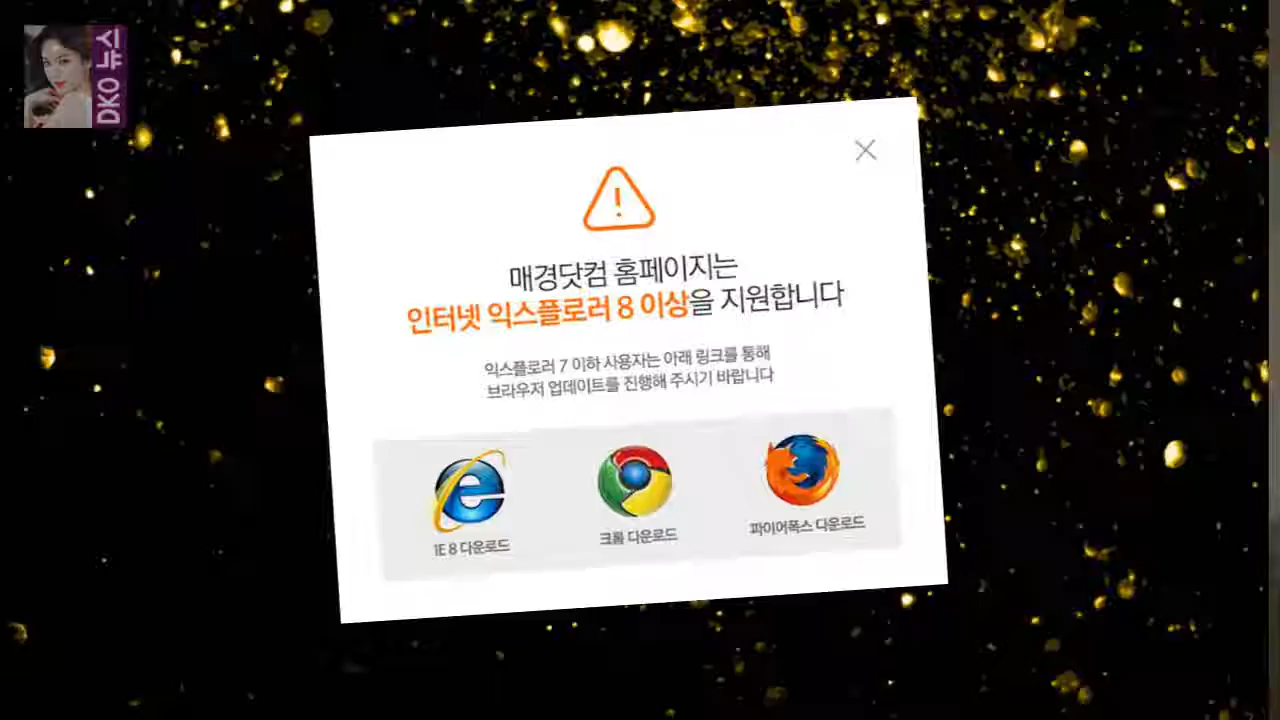 DKO 뉴스
매경닷컴 홈페이지는
인터넷 익스플로러 8 이상을 지원합니다
익스플로러 7 이하 사용자는 아래 링크를 통해
브라우저 업데이트를 진행해 주시기 바랍니다
IE 8 다운로드
크롬 다운로드
파이어폭스 다운로드